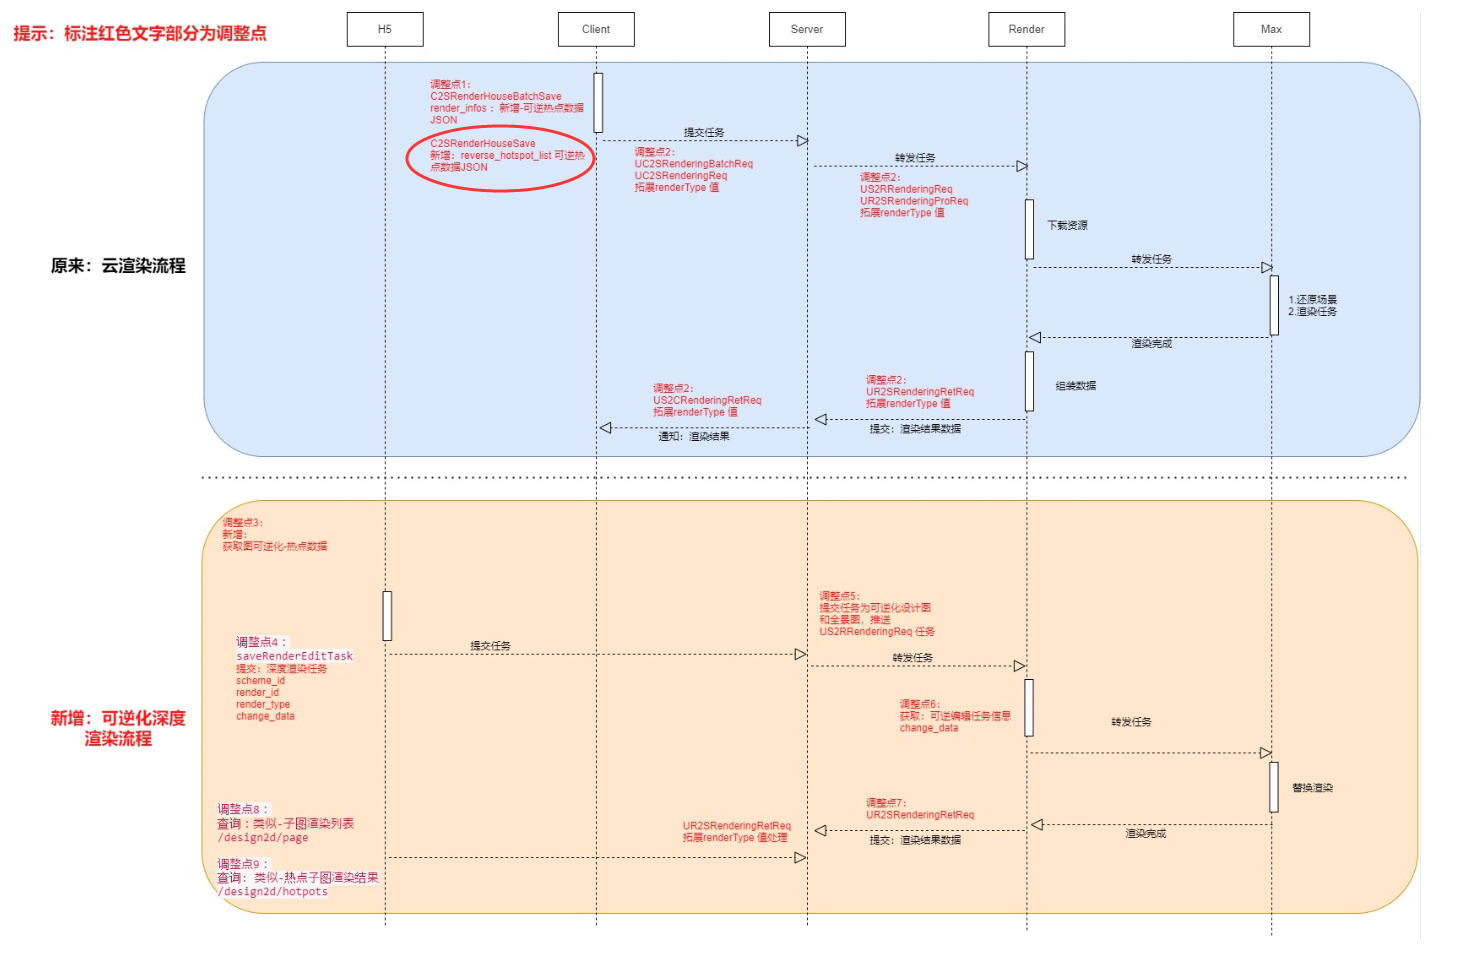 提示：标注红色文字部分为调整点
H5
Client
Server
Render
Max
调整点1：
C2SRenderHouseBatchSave
render_infos ：新增-可逆热点数据
JSON
C2SRenderHouseSave
新增：reverse_hotspot_list 可逆热
点数据JSON
提交任务
调整点2：
UC2SRenderingBatchReq
UC2SRenderingReq
拓展renderType 值
转发任务
调整点2：
US2RRenderingReq
UR2SRenderingProReq
拓展renderType 值
下载资源
原来：云渲染流程
转发任务
1.还原场景
2.渲染任务
渲染完成
组装数据
调整点2：
US2CRenderingRetReq
拓展renderType 值
调整点2：
UR2SRenderingRetReq
拓展renderType 值
通知：渲染结果
提交：渲染结果数据
调整点3：
新增：
获取图可逆化-热点数据
调整点5：
提交任务为可逆化设计图
和全景图，推送
US2RRenderingReq 任务
调整点4：
saveRenderEditTask
提交：深度渲染任务
scheme_id
render_id
render_type
change_data
提交任务
转发任务
新增：可逆化深度
渲染流程
调整点6：
获取：可逆编辑任务信息
change_data
转发任务
替换渲染
调整点8：
查询：类似-子图渲染列表
/design2d/page
UR2SRenderingRetReq
拓展renderType 值处理
调整点7：
UR2SRenderingRetReq
提交：渲染结果数据
渲染完成
调整点9：
查询：类似-热点子图渲染结果
/design2d/hotpots